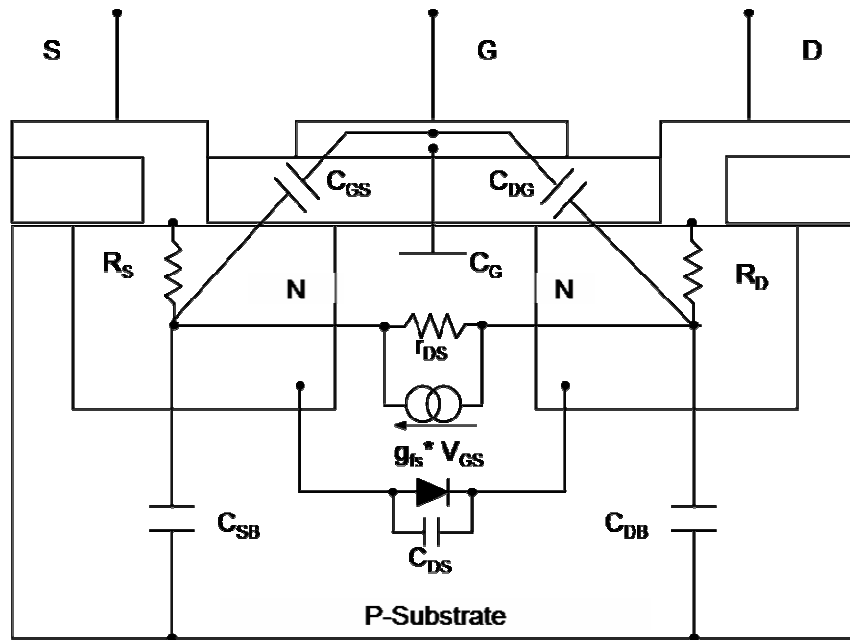 S G D
C_GS C_DG
R_S C_G R_D
N N
r_DS
g_fs* V_GS
C_SB C_DB
C_DS
P-Substrate